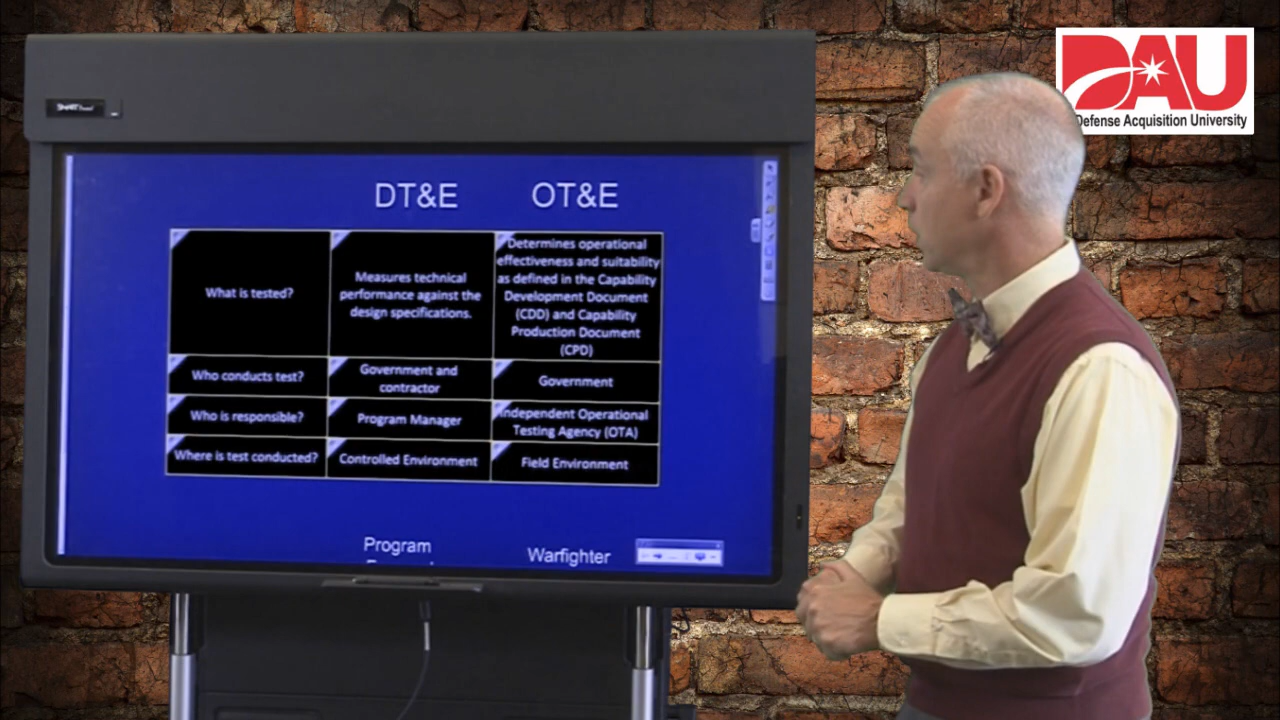 DAU
Defense Acquisition University
SMART Board
DT&E OT&E
What is tested?
Measures technical
performance against the
design specifications.
Determines operational
effectiveness and suitability
as defined in the Capability
Development Document
(CDD) and Capability
Production Document
(CPD)
Who conducts test?
Government and
contractor
Government
Who is responsible?
Program Manager
Independent Operational
Testing Agency (OTA)
Where is test conducted?
Controlled Environment
Field Environment
Program
Warfighter